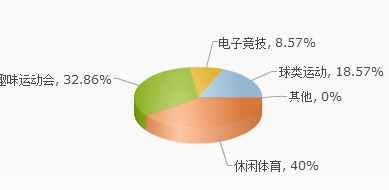 电子竞技, 8.57%
球类运动, 18.57%
趣味运动会, 32.86%
其他, 0%
休闲体育, 40%